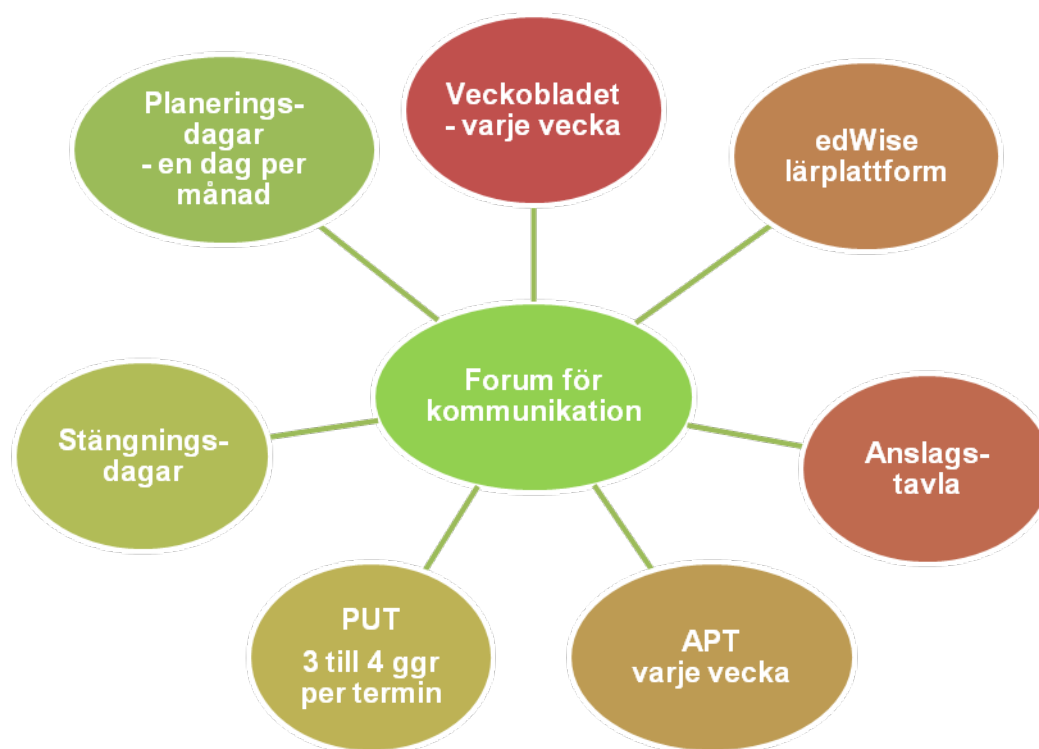 Planerings-
dagar
- en dag per
månad
Veckobladet
- varje vecka
edWise
lärplattform
Forum för
kommunikation
Stängnings-
dagar
Anslags-
tavla
PUT
3 till 4 ggr
per termin
APT
varje vecka